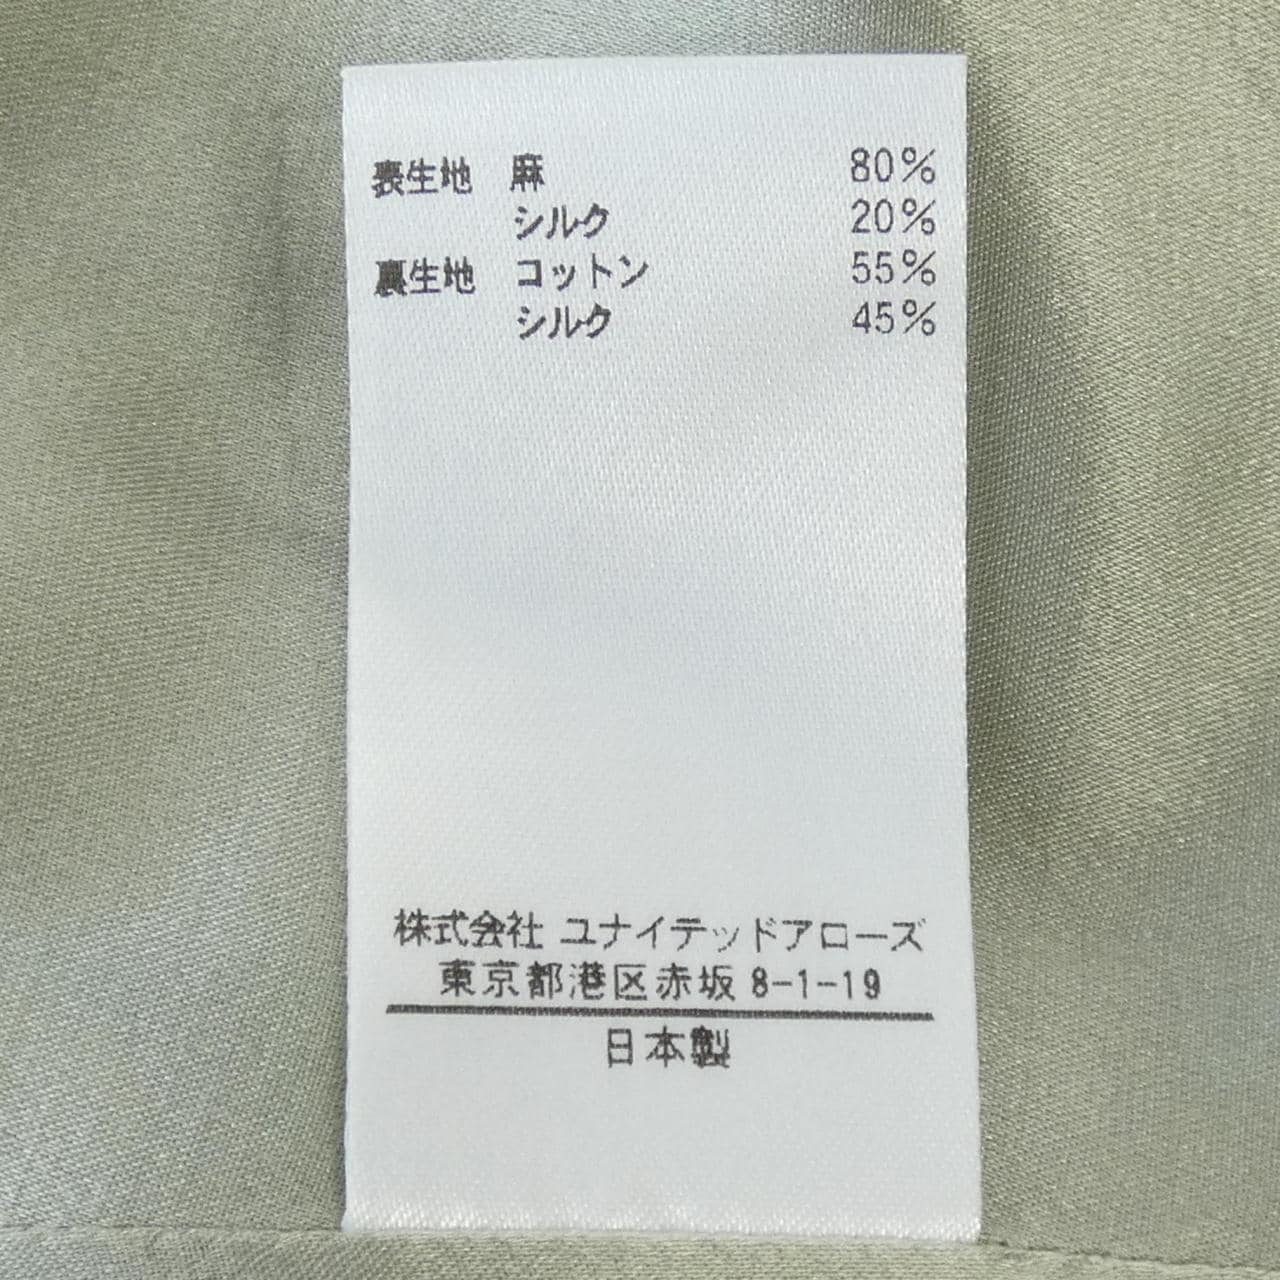 表生地 麻 80%
シルク 20%
裏生地 コットン 55%
シルク 45%
株式会社 ユナイテッドアローズ
東京都港区赤坂 8-1-19
日本製